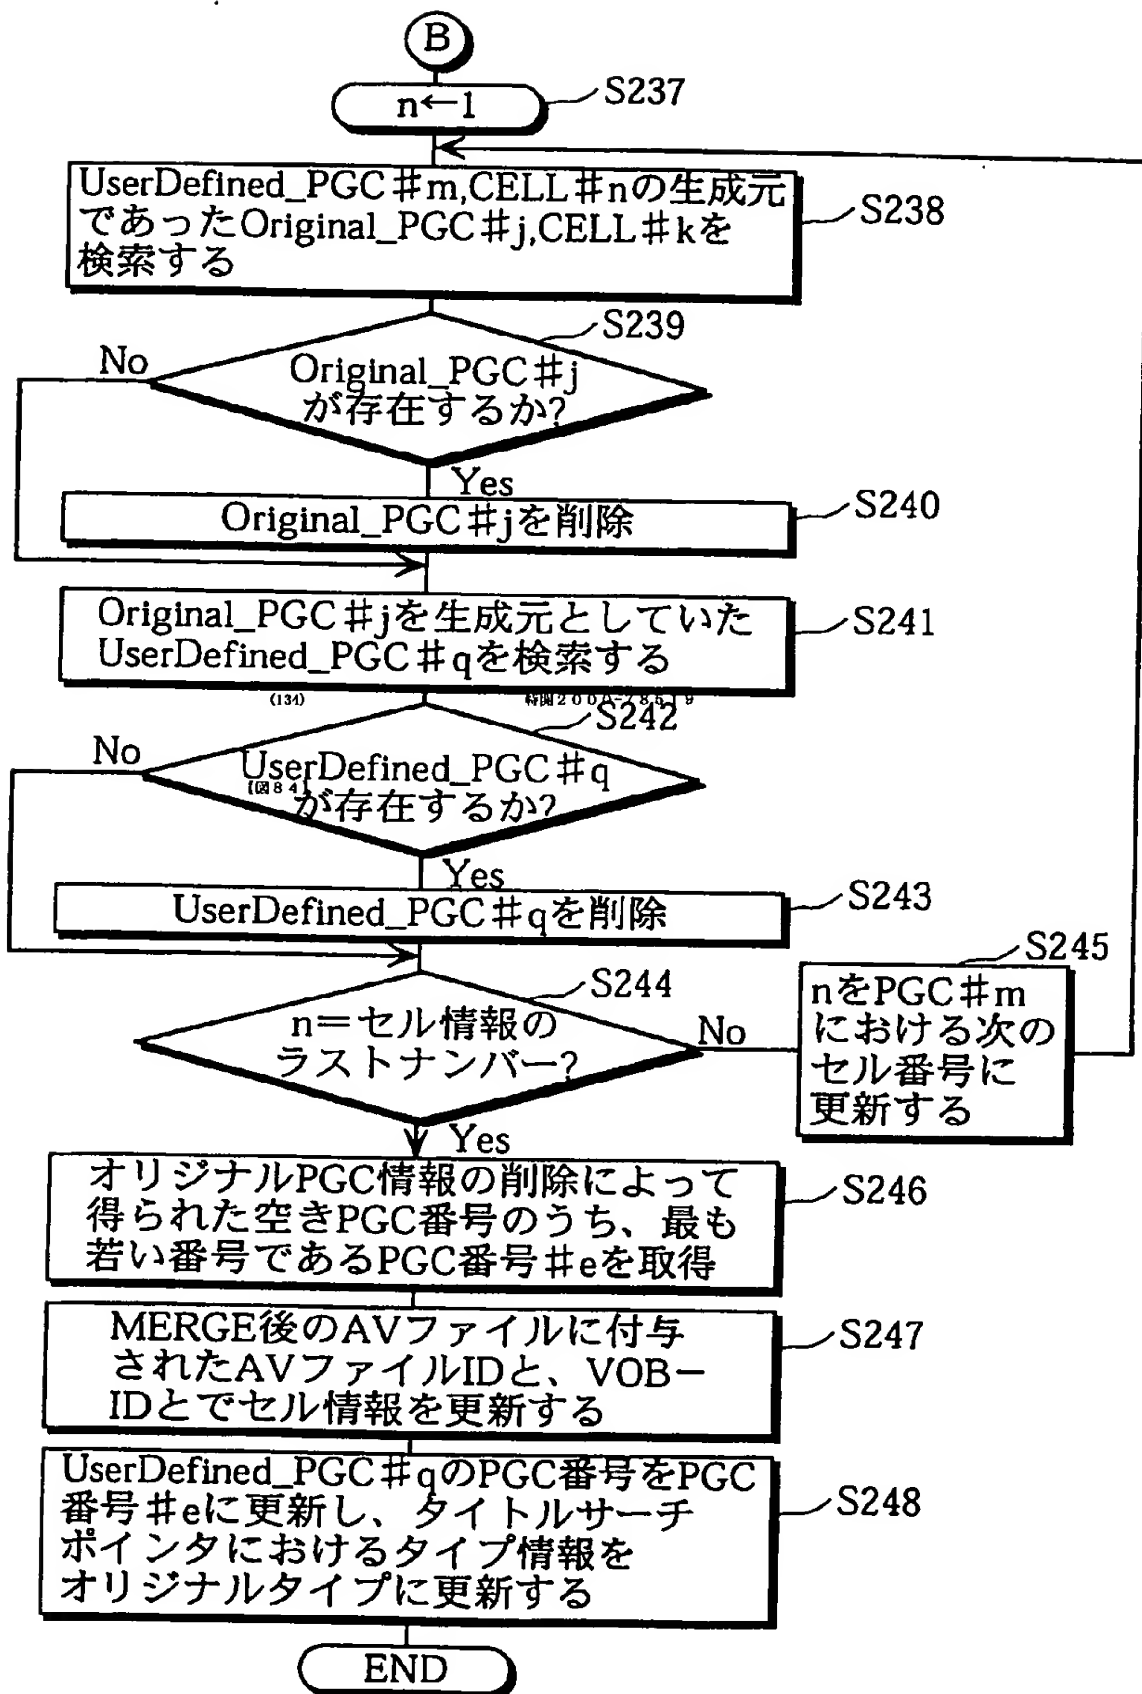 B
n←1
S237
UserDefined_PGC♯m,CELL♯nの生成元
であったOriginal_PGC♯j,CELL♯kを
検索する
S238
S239
No
Original_PGC♯j
が存在するか?
Yes
Original_PGC♯jを削除
S240
Original_PGC♯jを生成元としていた
UserDefined_PGC♯qを検索する
S241
(134)
S242
No
UserDefined_PGC♯q
【図84】
が存在するか?
Yes
UserDefined_PGC♯qを削除
S243
S244
n=セル情報の
ラストナンバー?
No
S245
nをPGC♯m
における次の
セル番号に
更新する
Yes
オリジナルPGC情報の削除によって
得られた空きPGC番号のうち、最も
若い番号であるPGC番号♯eを取得
S246
MERGE後のAVファイルに付与
されたAVファイルIDと、VOB-
IDとでセル情報を更新する
S247
UserDefined_PGC♯qのPGC番号をPGC
番号♯eに更新し、タイトルサーチ
ポインタにおけるタイプ情報を
オリジナルタイプに更新する
S248
END